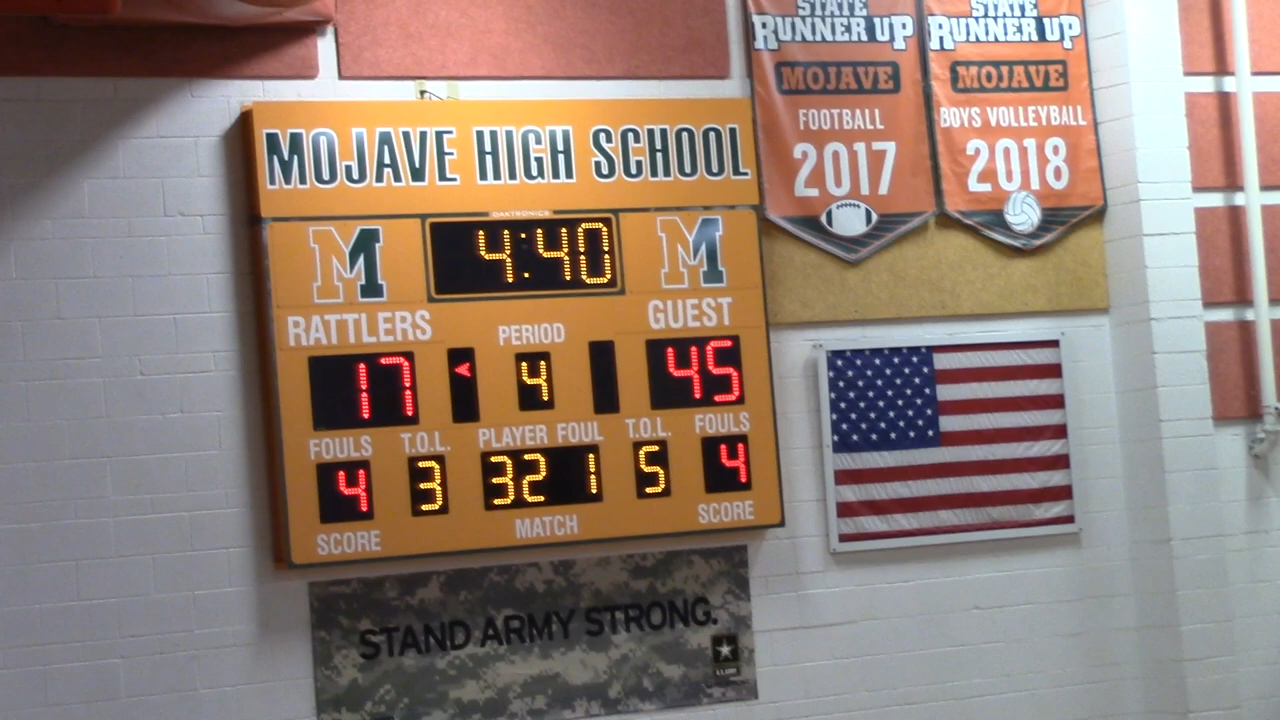 STATE
RUNNER UP
MOJAVE
FOOTBALL
2017
STATE
RUNNER UP
MOJAVE
BOYS VOLLEYBALL
2018
MOJAVE HIGH SCHOOL
DAKTRONICS
M 4:40 M
RATTLERS PERIOD GUEST
17 4 45
FOULS T.O.L. PLAYER FOUL T.O.L. FOULS
4 3 32 1 5 4
SCORE MATCH SCORE
STAND ARMY STRONG.
U.S. ARMY